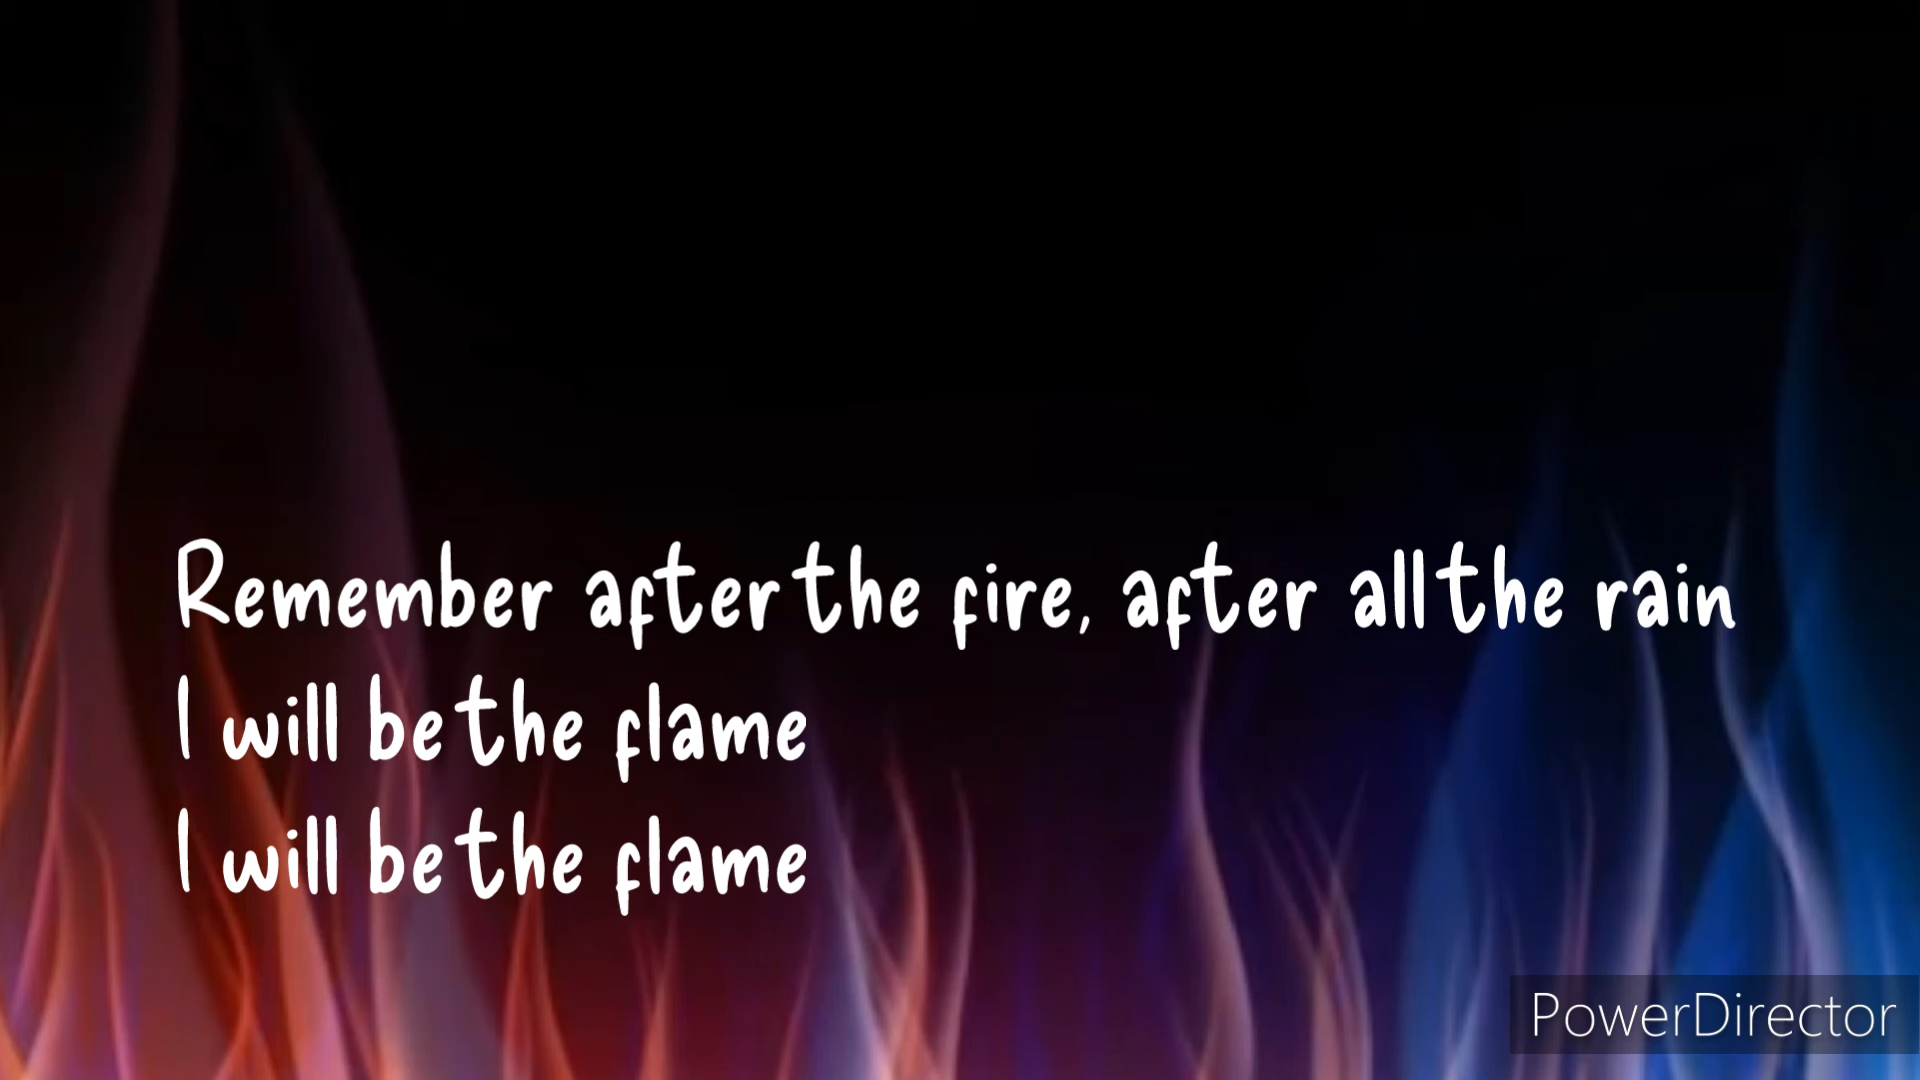 Remember after the fire, after all the rain
I will be the flame
I will be the flame
PowerDirector